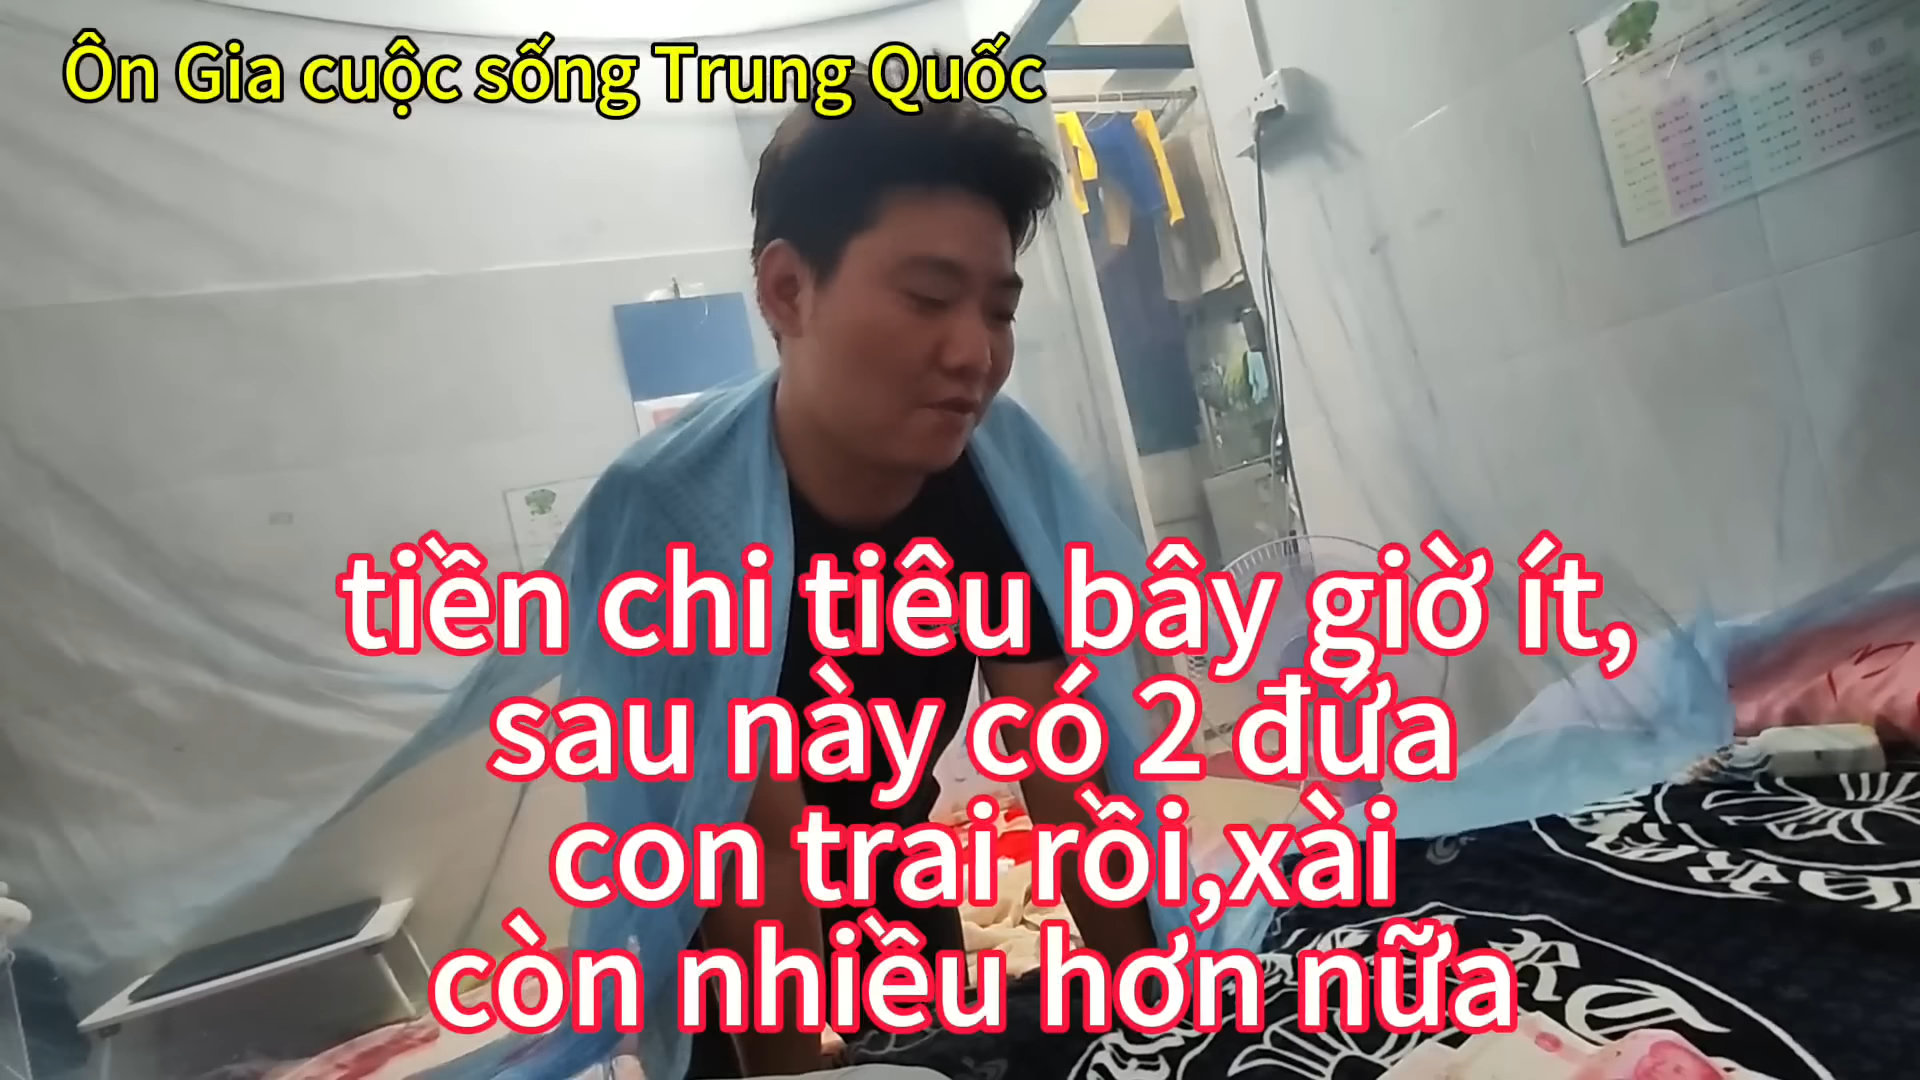 Ôn Gia cuộc sống Trung Quốc
tiền chi tiêu bây giờ ít,
sau này có 2 đứa
con trai rồi,xài
còn nhiều hơn nữa